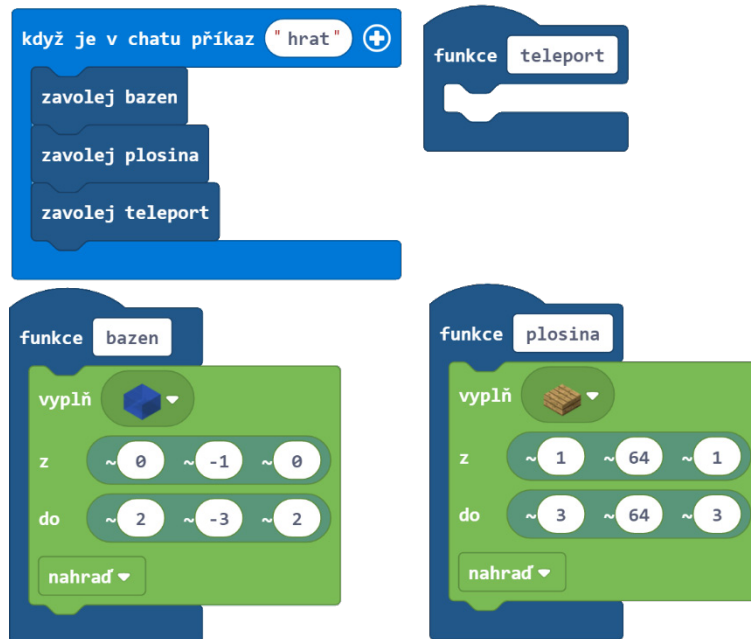 když je v chatu příkaz "hrat"
zavolej bazen
zavolej plosina
zavolej teleport
funkce teleport
funkce bazen
vyplň
z ~0 ~-1 ~0
do ~2 ~-3 ~2
nahraď
funkce plosina
vyplň
z ~1 ~64 ~1
do ~3 ~64 ~3
nahraď